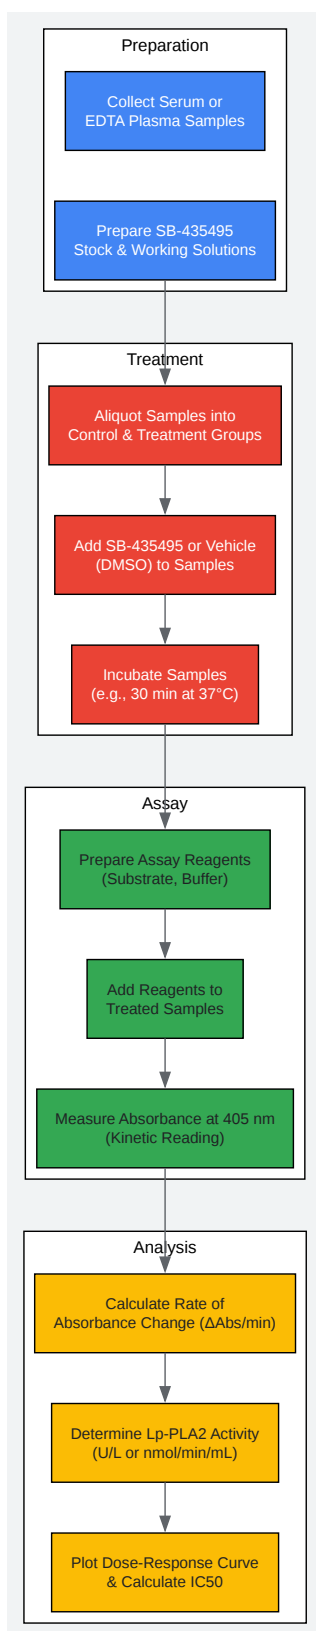 Preparation
Collect Serum or
EDTA Plasma Samples
Prepare SB-435495
Stock & Working Solutions
Treatment
Aliquot Samples into
Control & Treatment Groups
Add SB-435495 or Vehicle
(DMSO) to Samples
Incubate Samples
(e.g., 30 min at 37°C)
Assay
Prepare Assay Reagents
(Substrate, Buffer)
Add Reagents to
Treated Samples
Measure Absorbance at 405 nm
(Kinetic Reading)
Analysis
Calculate Rate of
Absorbance Change (ΔAbs/min)
Determine Lp-PLA2 Activity
(U/L or nmol/min/mL)
Plot Dose-Response Curve
& Calculate IC50